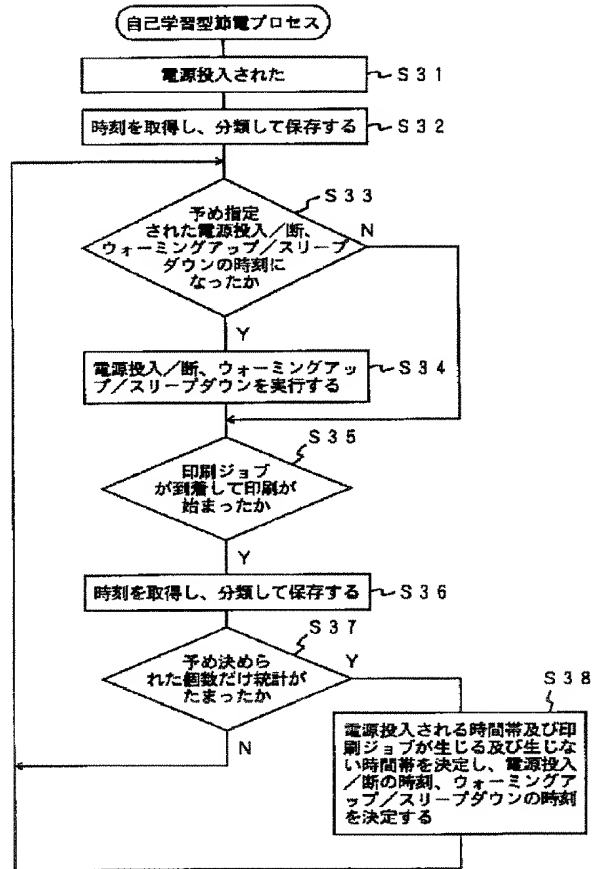 自己学習型節電プロセス
電源投入された
S31
時刻を取得し、分類して保存する
S32
S33
予め指定
された電源投入／断、
ウォーミングアップ／スリープ
ダウンの時刻に
なったか
N
Y
電源投入／断、ウォーミングアッ
プ／スリープダウンを実行する
S34
S35
印刷ジョブ
が到着して印刷が
始まったか
Y
時刻を取得し、分類して保存する
S36
S37
予め決めら
れた個数だけ統計が
たまったか
Y
N
S38
電源投入される時間帯及び印
刷ジョブが生じる及び生じな
い時間帯を決定し、電源投入
／断の時刻、ウォーミングア
ップ／スリープダウンの時刻
を決定する